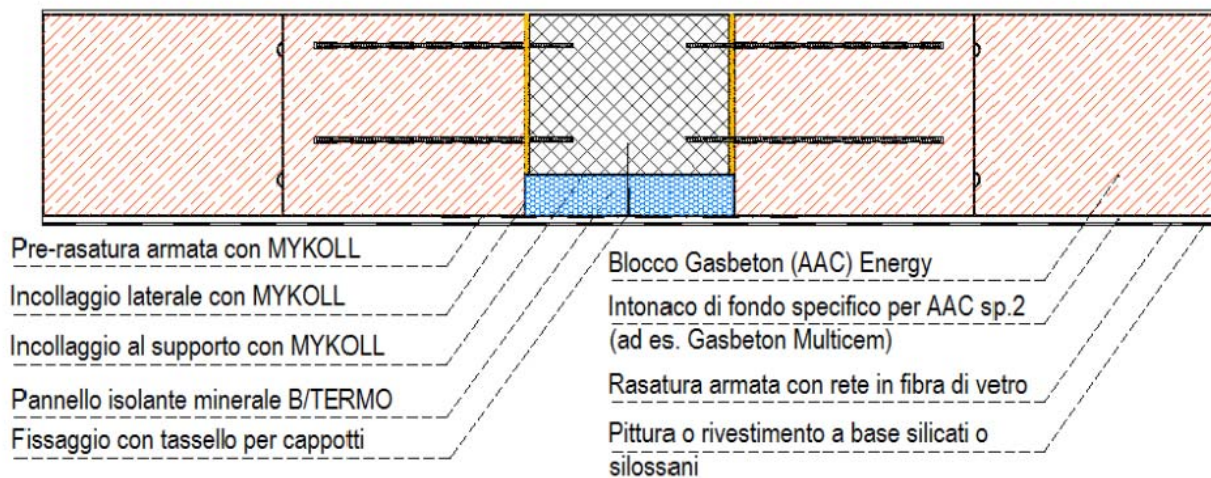 Pre-rasatura armata con MYKOLL
Incollaggio laterale con MYKOLL
Incollaggio al supporto con MYKOLL
Pannello isolante minerale B/TERMO
Fissaggio con tassello per cappotti
Blocco Gasbeton (AAC) Energy
Intonaco di fondo specifico per AAC sp.2
(ad es. Gasbeton Multicem)
Rasatura armata con rete in fibra di vetro
Pittura o rivestimento a base silicati o
silossani